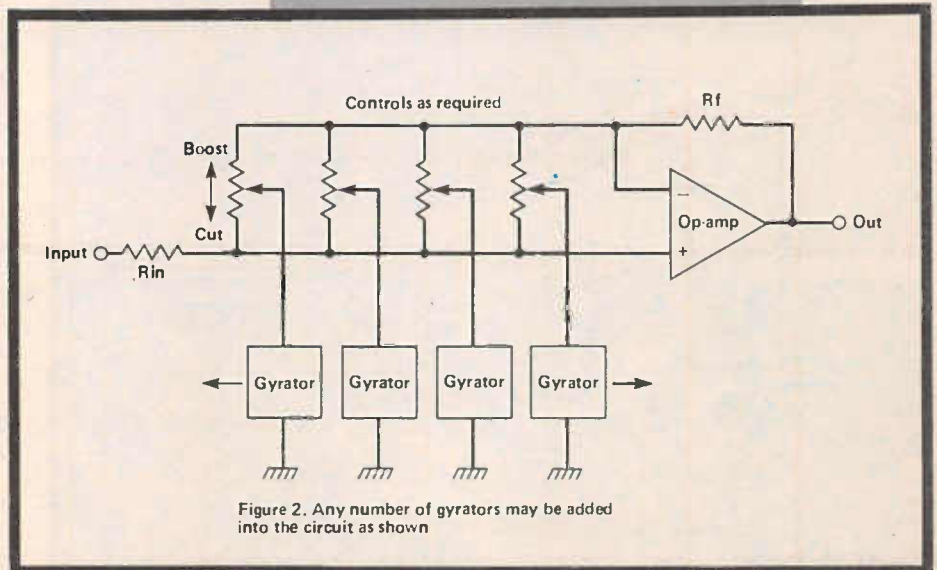 Controls as required
Rf
Boost
Cut
Input
Rin
−
Op-amp
+
Out
Gyrator
Gyrator
Gyrator
Gyrator
Figure 2. Any number of gyrators may be added
into the circuit as shown